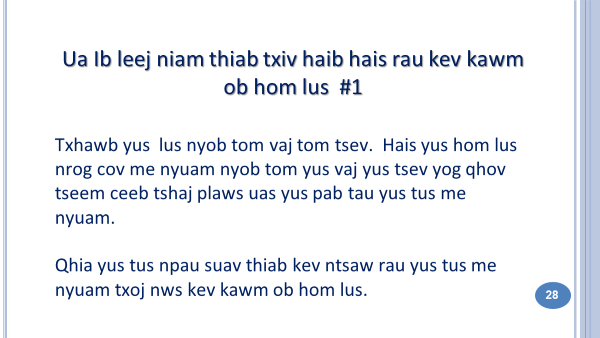 Ua Ib leej niam thiab txiv haib hais rau kev kawm
ob hom lus #1
Txhawb yus lus nyob tom vaj tom tsev. Hais yus hom lus
nrog cov me nyuam nyob tom yus vaj yus tsev yog qhov
tseem ceeb tshaj plaws uas yus pab tau yus tus me
nyuam.
Qhia yus tus npau suav thiab kev ntsaw rau yus tus me
nyuam txoj nws kev kawm ob hom lus.
28